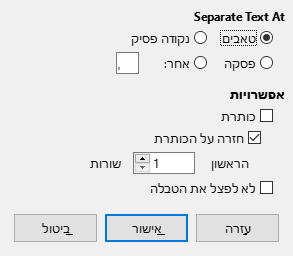 Separate Text At
טאבים נקודה פסיק
פסקה אחר: ,
אפשרויות
כותרת
חזרה על הכותרת
הראשון 1 שורות
לא לפצל את הטבלה
עזרה אישור ביטול